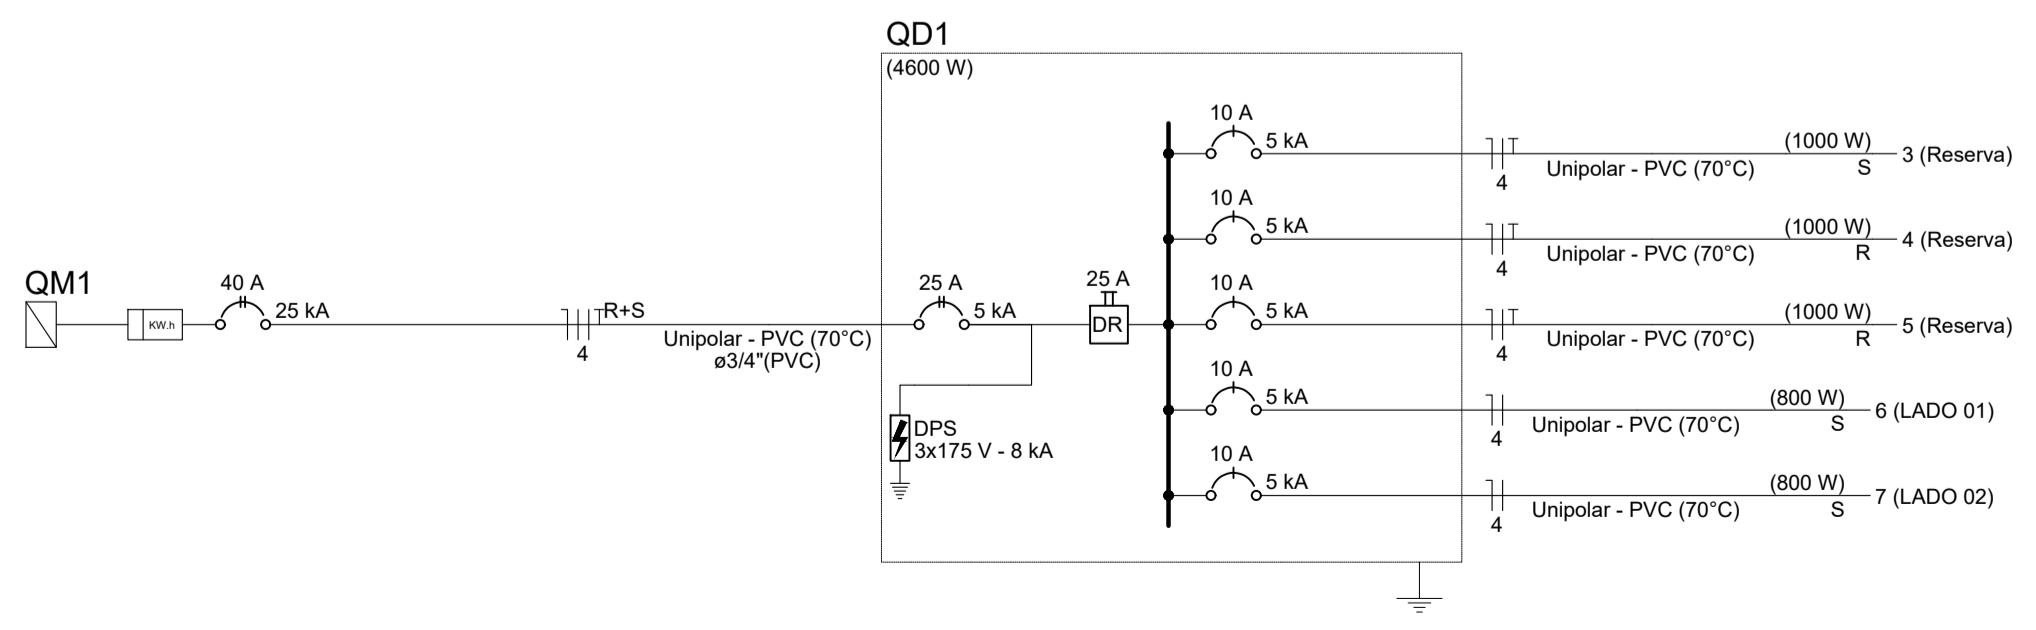 QD1
(4600 W)
10 A
5 kA
4
Unipolar - PVC (70°C)
(1000 W)
S
3 (Reserva)
10 A
5 kA
4
Unipolar - PVC (70°C)
(1000 W)
R
4 (Reserva)
QM1
KW.h
40 A
25 kA
R+S
4
Unipolar - PVC (70°C)
ø3/4"(PVC)
25 A
5 kA
25 A
DR
10 A
5 kA
4
Unipolar - PVC (70°C)
(1000 W)
R
5 (Reserva)
DPS
3x175 V - 8 kA
10 A
5 kA
4
Unipolar - PVC (70°C)
(800 W)
S
6 (LADO 01)
10 A
5 kA
4
Unipolar - PVC (70°C)
(800 W)
S
7 (LADO 02)